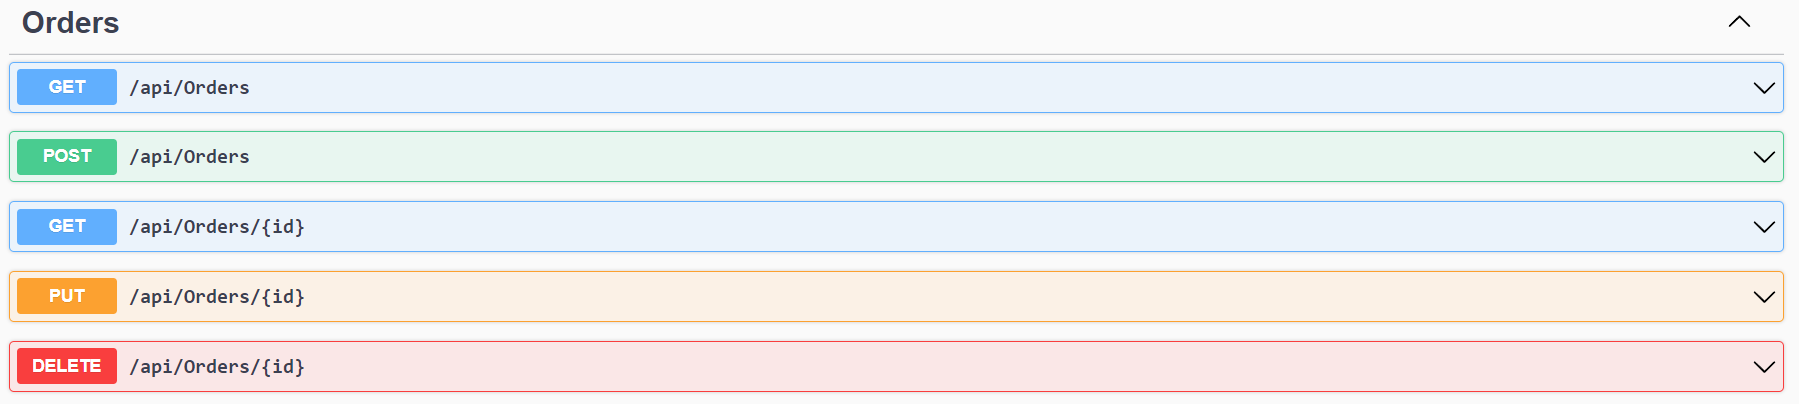 Orders
GET /api/Orders
POST /api/Orders
GET /api/Orders/{id}
PUT /api/Orders/{id}
DELETE /api/Orders/{id}